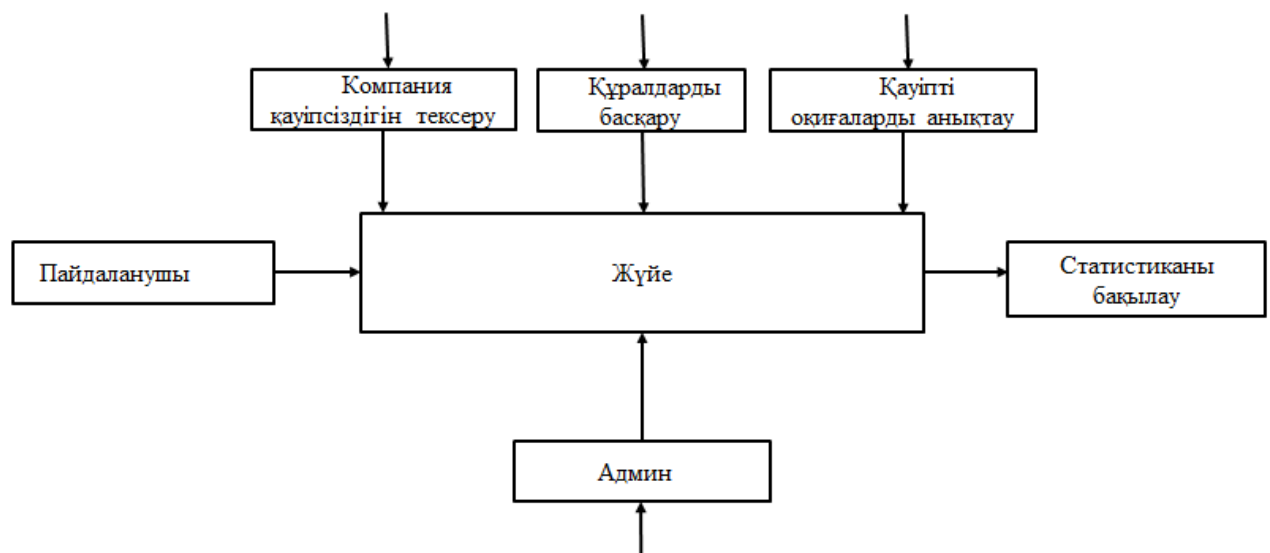 Компания
қауіпсіздігін тексеру
Құралдарды
басқару
Қауіпті
оқиғаларды анықтау
Пайдаланушы
Жүйе
Статистиканы
бақылау
Админ